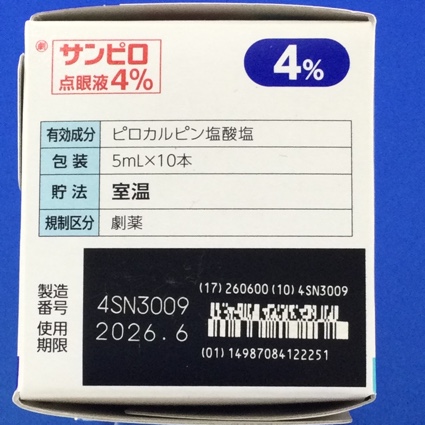 劇
サンピロ
点眼液4%
4%
有効成分 ピロカルピン塩酸塩
包装 5mL×10本
貯法 室温
規制区分 劇薬
製造番号 4SN3009
使用期限 2026.6
(17) 260600 (10) 4SN3009
(01) 14987084122251